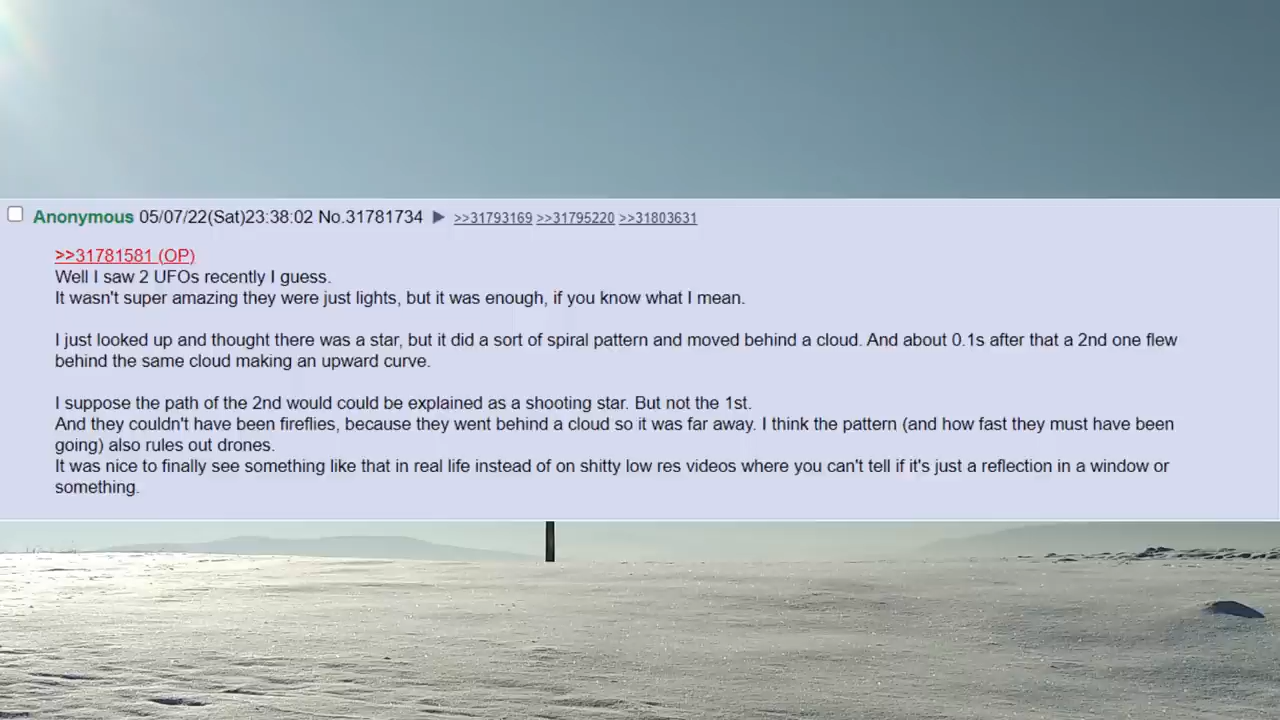 Anonymous 05/07/22(Sat)23:38:02 No.31781734 ▶ >>31793169 >>31795220 >>31803631
>>31781581 (OP)
Well I saw 2 UFOs recently I guess.
It wasn't super amazing they were just lights, but it was enough, if you know what I mean.
I just looked up and thought there was a star, but it did a sort of spiral pattern and moved behind a cloud. And about 0.1s after that a 2nd one flew
behind the same cloud making an upward curve.
I suppose the path of the 2nd would could be explained as a shooting star. But not the 1st.
And they couldn't have been fireflies, because they went behind a cloud so it was far away. I think the pattern (and how fast they must have been
going) also rules out drones.
It was nice to finally see something like that in real life instead of on shitty low res videos where you can't tell if it's just a reflection in a window or
something.